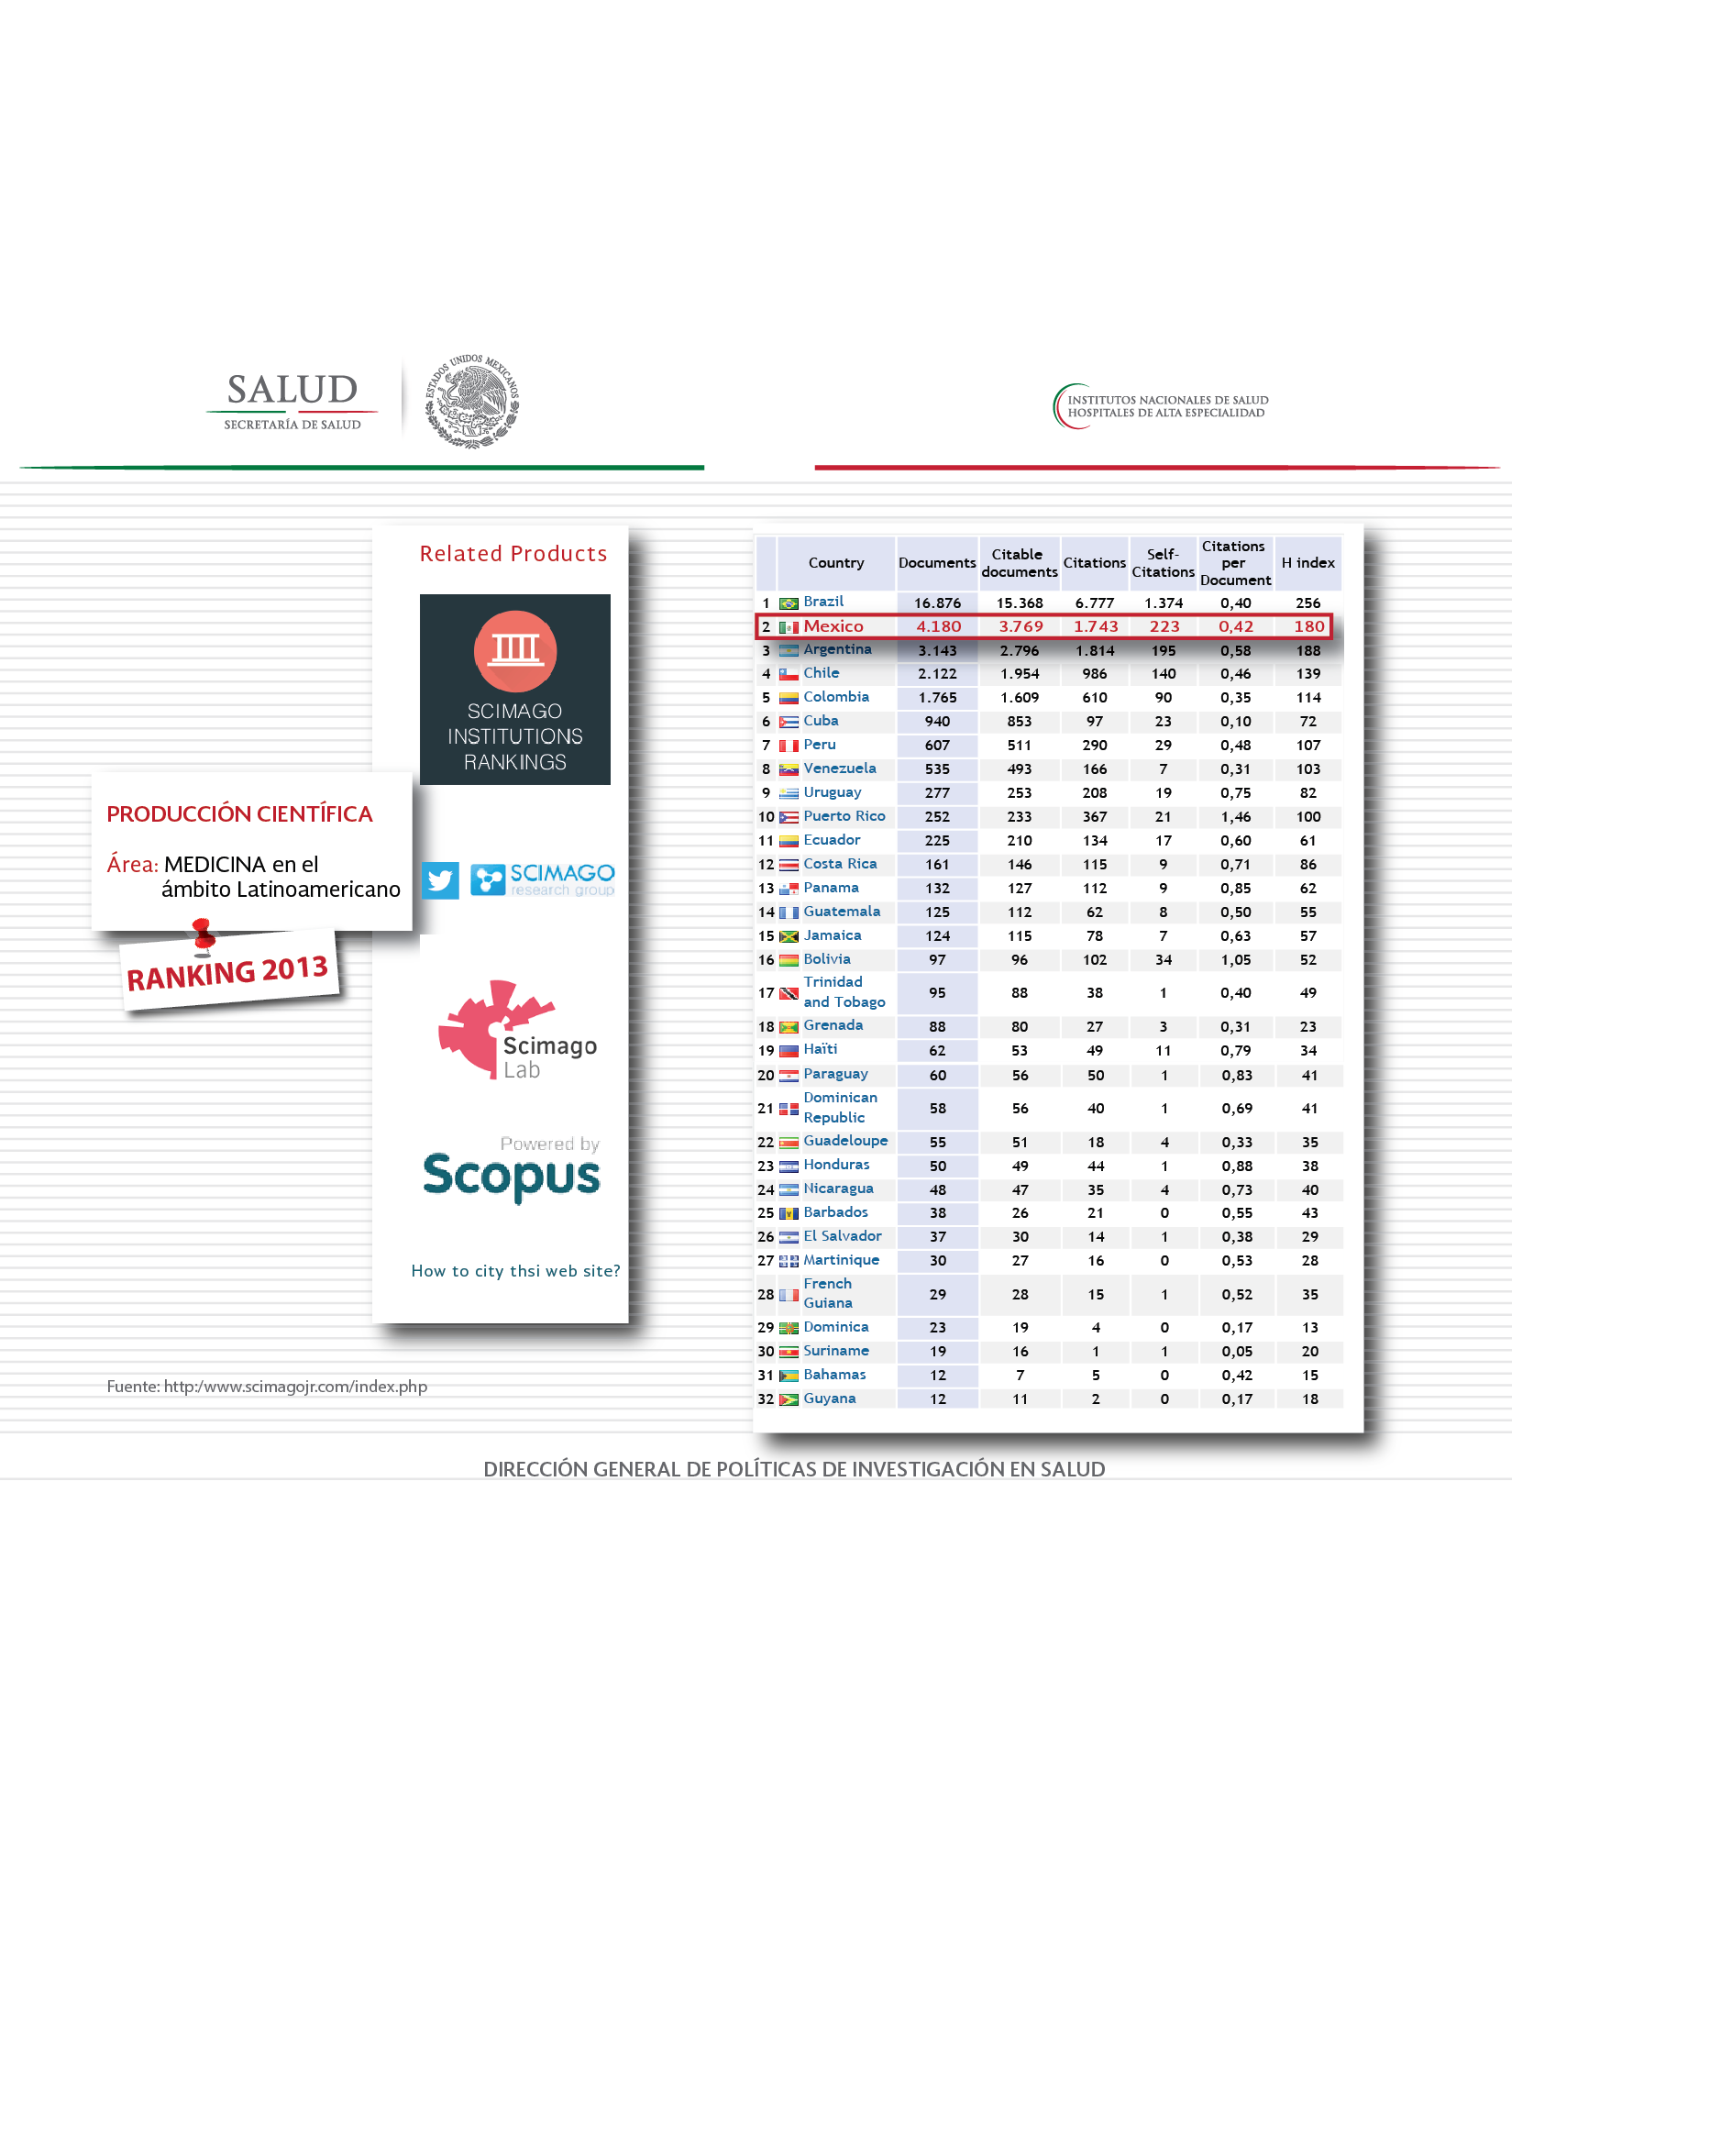 SALUD
SECRETARÍA DE SALUD
ESTADOS UNIDOS MEXICANOS
INSTITUTOS NACIONALES DE SALUD
HOSPITALES DE ALTA ESPECIALIDAD
PRODUCCIÓN CIENTÍFICA
Área: MEDICINA en el
ámbito Latinoamericano
RANKING 2013
Related Products
SCIMAGO
INSTITUTIONS
RANKINGS
SCIMAGO
research group
Scimago
Lab
Powered by
Scopus
How to city thsi web site?
Country Documents Citable documents Citations Self-Citations Citations per Document H index
1 Brazil 16.876 15.368 6.777 1.374 0,40 256
2 Mexico 4.180 3.769 1.743 223 0,42 180
3 Argentina 3.143 2.796 1.814 195 0,58 188
4 Chile 2.122 1.954 986 140 0,46 139
5 Colombia 1.765 1.609 610 90 0,35 114
6 Cuba 940 853 97 23 0,10 72
7 Peru 607 511 290 29 0,48 107
8 Venezuela 535 493 166 7 0,31 103
9 Uruguay 277 253 208 19 0,75 82
10 Puerto Rico 252 233 367 21 1,46 100
11 Ecuador 225 210 134 17 0,60 61
12 Costa Rica 161 146 115 9 0,71 86
13 Panama 132 127 112 9 0,85 62
14 Guatemala 125 112 62 8 0,50 55
15 Jamaica 124 115 78 7 0,63 57
16 Bolivia 97 96 102 34 1,05 52
17 Trinidad and Tobago 95 88 38 1 0,40 49
18 Grenada 88 80 27 3 0,31 23
19 Haïti 62 53 49 11 0,79 34
20 Paraguay 60 56 50 1 0,83 41
21 Dominican Republic 58 56 40 1 0,69 41
22 Guadeloupe 55 51 18 4 0,33 35
23 Honduras 50 49 44 1 0,88 38
24 Nicaragua 48 47 35 4 0,73 40
25 Barbados 38 26 21 0 0,55 43
26 El Salvador 37 30 14 1 0,38 29
27 Martinique 30 27 16 0 0,53 28
28 French Guiana 29 28 15 1 0,52 35
29 Dominica 23 19 4 0 0,17 13
30 Suriname 19 16 1 1 0,05 20
31 Bahamas 12 7 5 0 0,42 15
32 Guyana 12 11 2 0 0,17 18
Fuente: http:/www.scimagojr.com/index.php
DIRECCIÓN GENERAL DE POLÍTICAS DE INVESTIGACIÓN EN SALUD